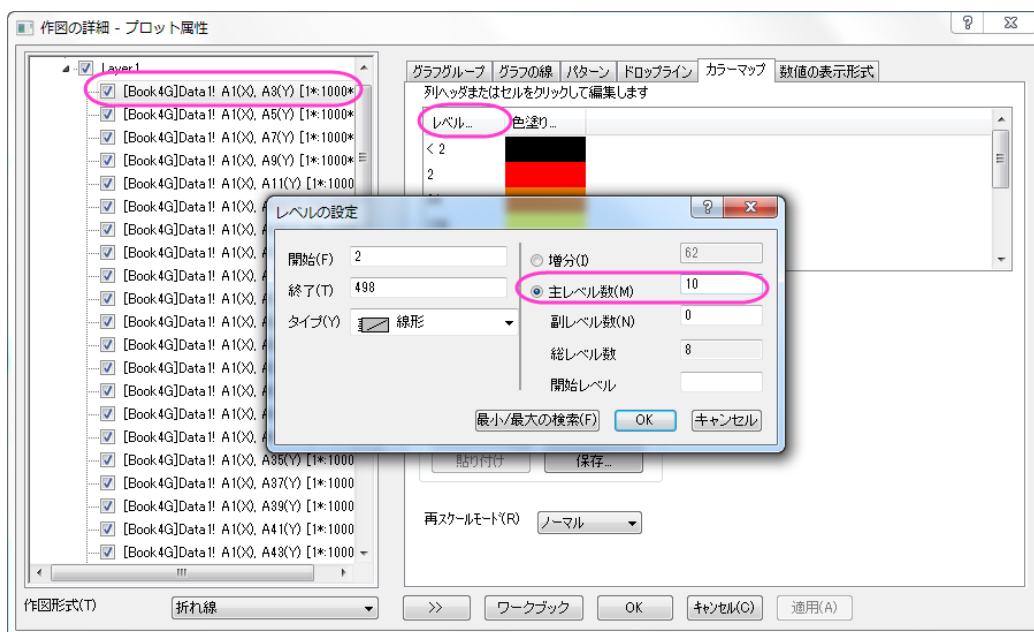 作図の詳細 - プロット属性
Layer1
[Book4G]Data1! A1(X), A3(Y) [1*:1000*
[Book4G]Data1! A1(X), A5(Y) [1*:1000*
[Book4G]Data1! A1(X), A7(Y) [1*:1000*
[Book4G]Data1! A1(X), A9(Y) [1*:1000*
[Book4G]Data1! A1(X), A11(Y) [1*:1000
[Book4G]Data1! A1(X),
[Book4G]Data1! A1(X),
[Book4G]Data1! A1(X),
[Book4G]Data1! A1(X),
[Book4G]Data1! A1(X),
[Book4G]Data1! A1(X),
[Book4G]Data1! A1(X),
[Book4G]Data1! A1(X),
[Book4G]Data1! A1(X),
[Book4G]Data1! A1(X),
[Book4G]Data1! A1(X),
[Book4G]Data1! A1(X), A35(Y) [1*:1000
[Book4G]Data1! A1(X), A37(Y) [1*:1000
[Book4G]Data1! A1(X), A39(Y) [1*:1000
[Book4G]Data1! A1(X), A41(Y) [1*:1000
[Book4G]Data1! A1(X), A43(Y) [1*:1000
グラフグループ グラフの線 パターン ドロップライン カラーマップ 数値の表示形式
列ヘッダまたはセルをクリックして編集します
レベル... 色塗り...
< 2
2
レベルの設定
開始(F) 2
終了(T) 498
タイプ(Y) 線形
増分(I) 62
主レベル数(M) 10
副レベル数(N) 0
総レベル数 8
開始レベル
最小/最大の検索(F) OK キャンセル
貼り付け 保存...
再スケールモード(R) ノーマル
作図形式(T) 折れ線
>> ワークブック OK キャンセル(C) 適用(A)